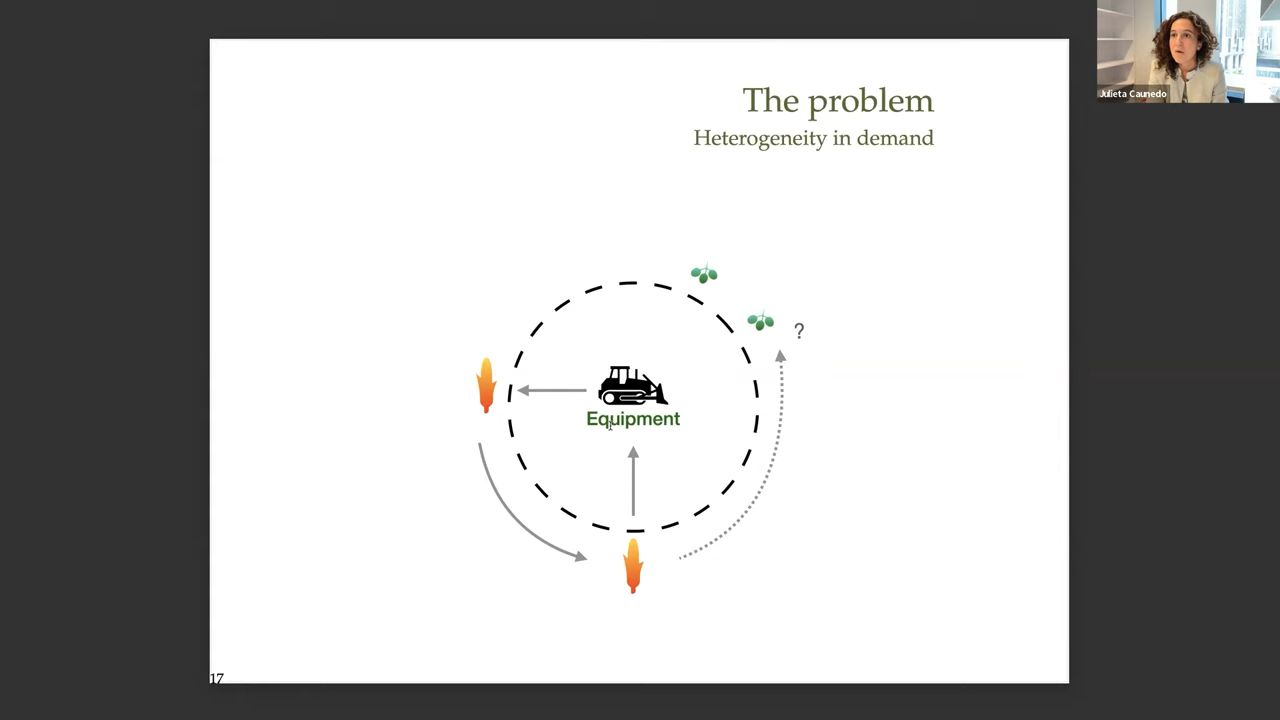 Julieta Caunedo
The problem
Heterogeneity in demand
?
Equipment
17